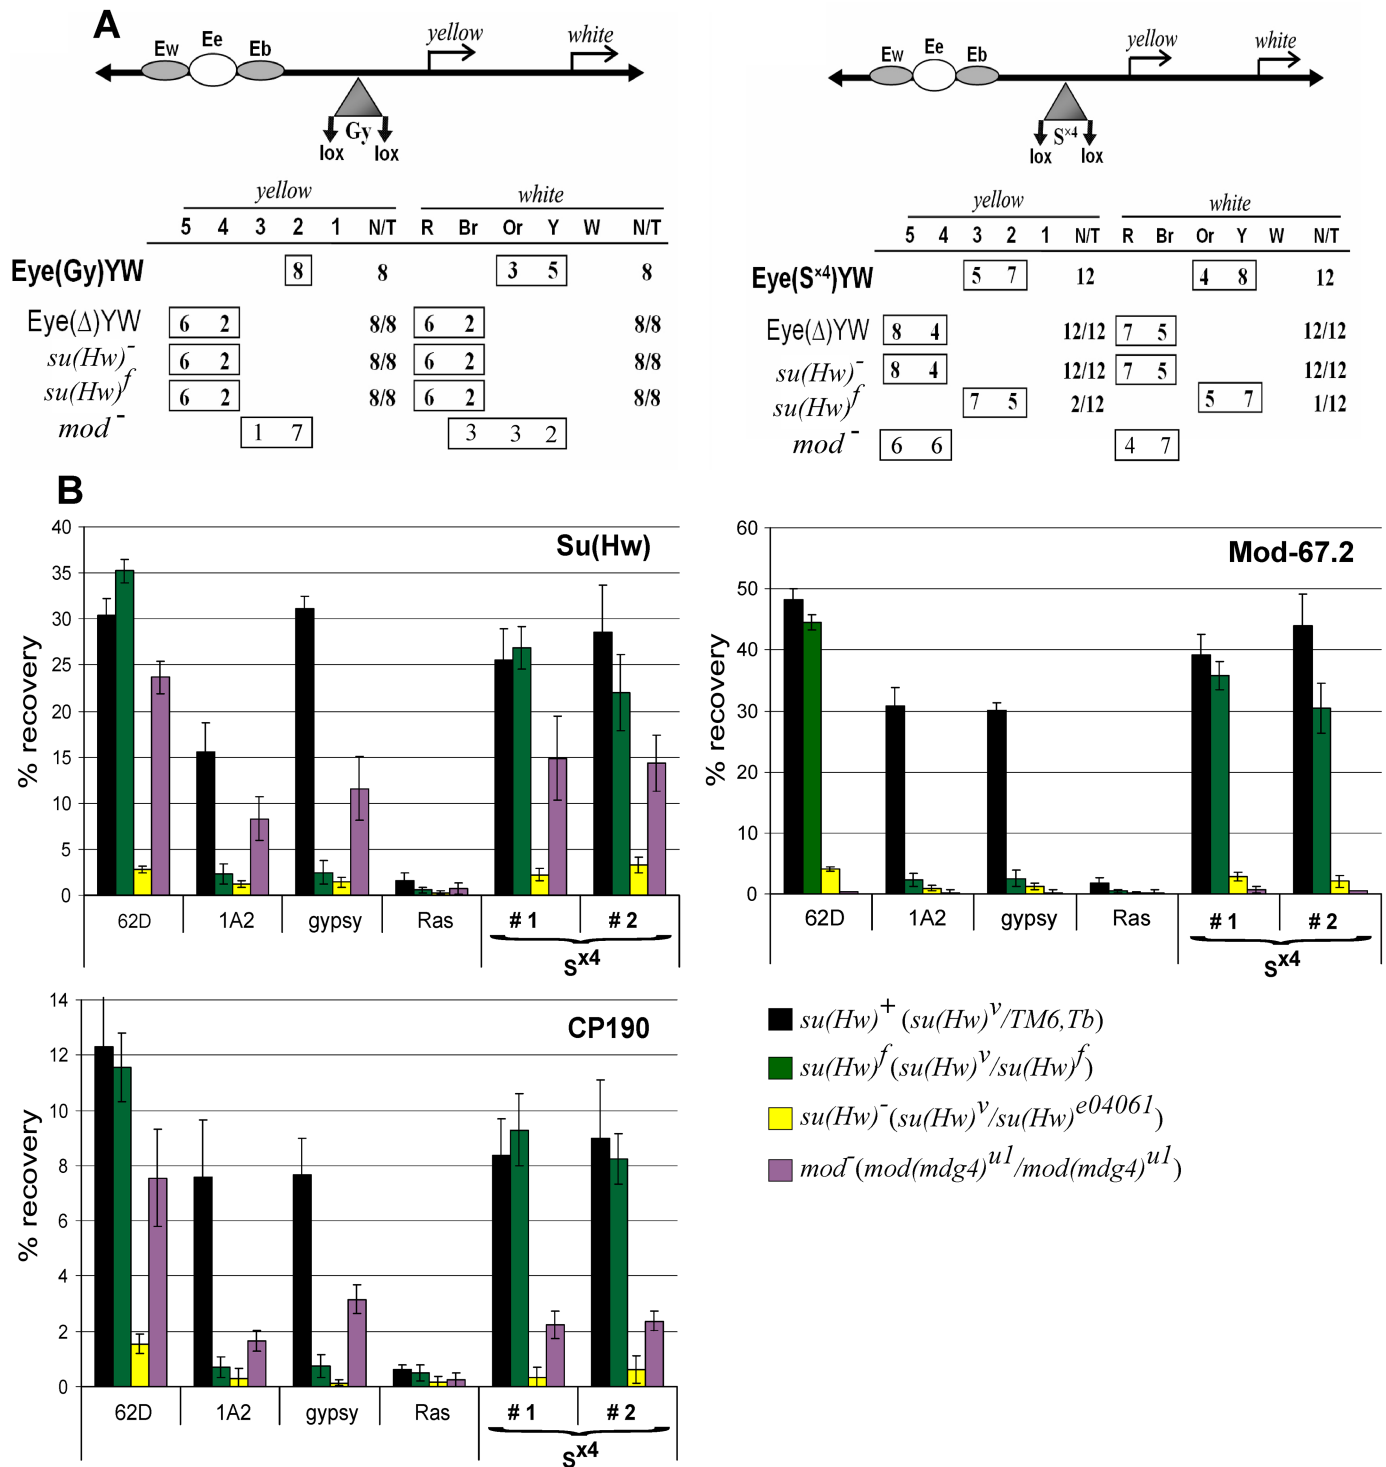 A
Ew Ee Eb yellow white
Gy
lox lox
yellow white
5 4 3 2 1 N/T R Br Or Y W N/T
Eye(Gy)YW 8 8 3 5 8
Eye(Δ)YW 6 2 8/8 6 2 8/8
su(Hw)⁻ 6 2 8/8 6 2 8/8
su(Hw)ᶠ 6 2 8/8 6 2 8/8
mod⁻ 1 7 3 3 2
Ew Ee Eb yellow white
Sˣ⁴
lox lox
yellow white
5 4 3 2 1 N/T R Br Or Y W N/T
Eye(Sˣ⁴)YW 5 7 12 4 8 12
Eye(Δ)YW 8 4 12/12 7 5 12/12
su(Hw)⁻ 8 4 12/12 7 5 12/12
su(Hw)ᶠ 7 5 2/12 5 7 1/12
mod⁻ 6 6 4 7
B
Su(Hw)
% recovery
40
35
30
25
20
15
10
5
0
62D 1A2 gypsy Ras # 1 # 2
Sˣ⁴
Mod-67.2
% recovery
60
50
40
30
20
10
0
62D 1A2 gypsy Ras # 1 # 2
Sˣ⁴
CP190
% recovery
14
12
10
8
6
4
2
0
62D 1A2 gypsy Ras # 1 # 2
Sˣ⁴
su(Hw)⁺ (su(Hw)ᵛ/TM6,Tb)
su(Hw)ᶠ (su(Hw)ᵛ/su(Hw)ᶠ)
su(Hw)⁻ (su(Hw)ᵛ/su(Hw)ᵉ⁰⁴⁰⁶¹)
mod⁻ (mod(mdg4)ᵘ¹/mod(mdg4)ᵘ¹)